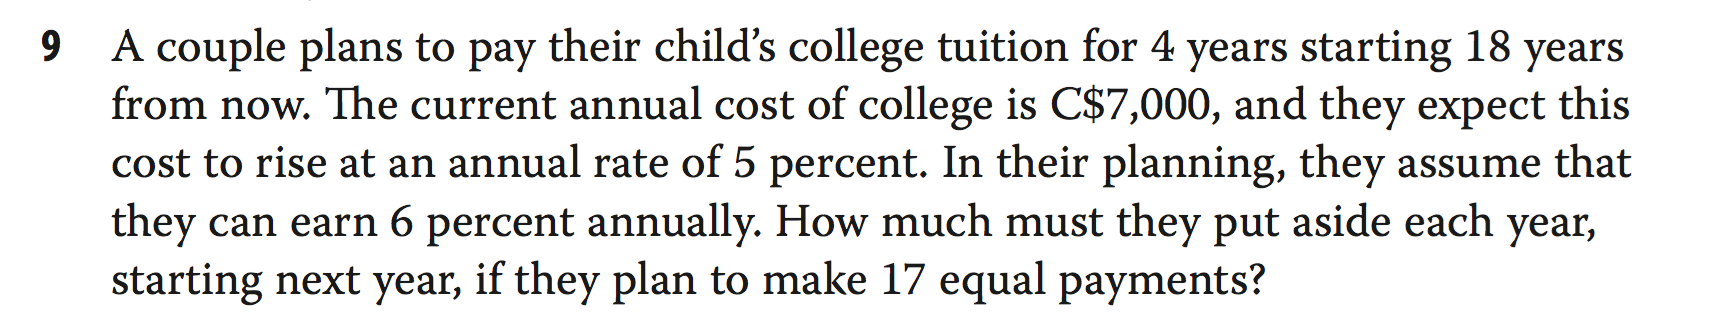 9 A couple plans to pay their child’s college tuition for 4 years starting 18 years
from now. The current annual cost of college is C$7,000, and they expect this
cost to rise at an annual rate of 5 percent. In their planning, they assume that
they can earn 6 percent annually. How much must they put aside each year,
starting next year, if they plan to make 17 equal payments?